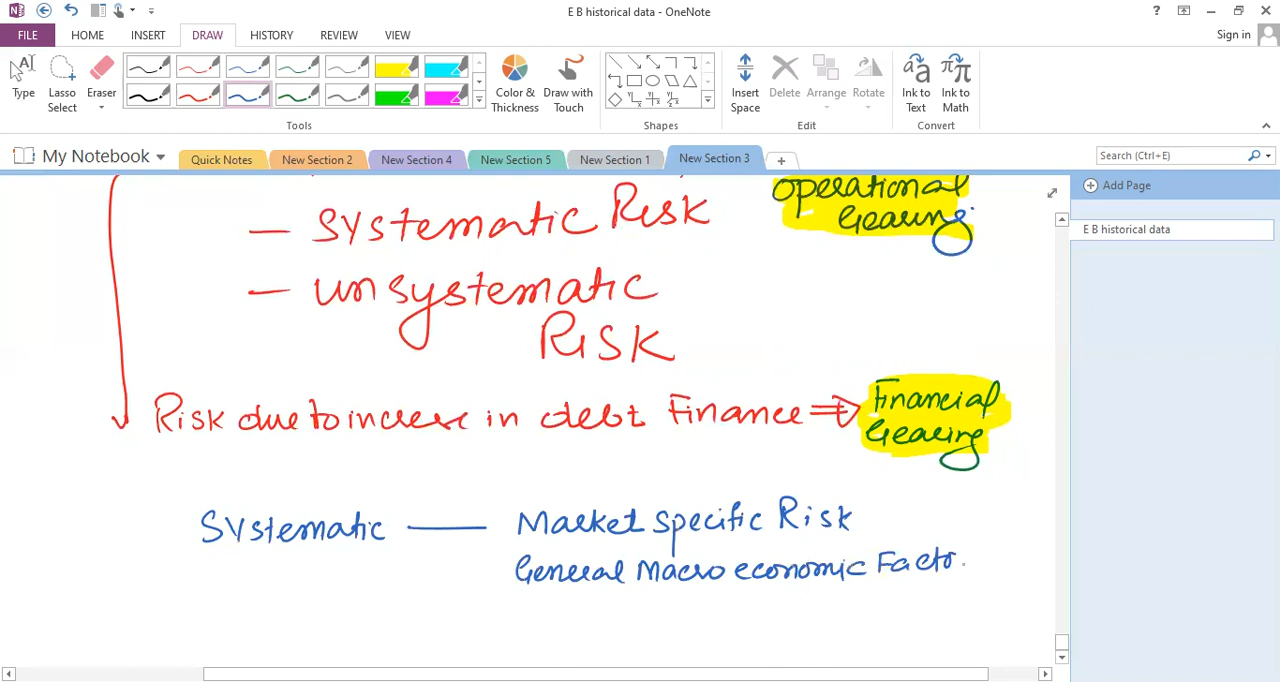 E B historical data - OneNote
?
FILE HOME INSERT DRAW HISTORY REVIEW VIEW
Sign in
Type
Lasso Select
Eraser
Color & Thickness
Draw with Touch
Insert Space
Delete
Arrange
Rotate
Ink to Text
Ink to Math
Tools
Shapes
Edit
Convert
My Notebook
Quick Notes
New Section 2
New Section 4
New Section 5
New Section 1
New Section 3
Search (Ctrl+E)
Add Page
E B historical data
Operational
Gearing
— Systematic Risk
— unsystematic
Risk
Risk due to increse in debt Finance ⇒ Financial
Gearing
Systematic — Market Specific Risk
General Macro economic Facto